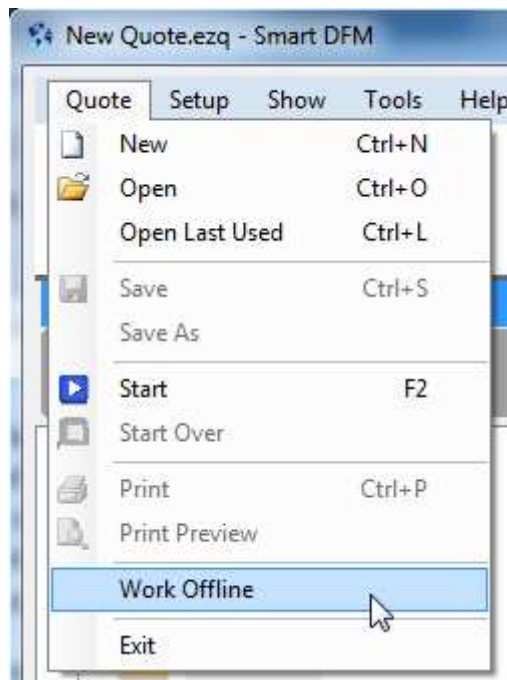 New Quote.ezq - Smart DFM
Quote Setup Show Tools Help
New Ctrl+N
Open Ctrl+O
Open Last Used Ctrl+L
Save Ctrl+S
Save As
Start F2
Start Over
Print Ctrl+P
Print Preview
Work Offline
Exit